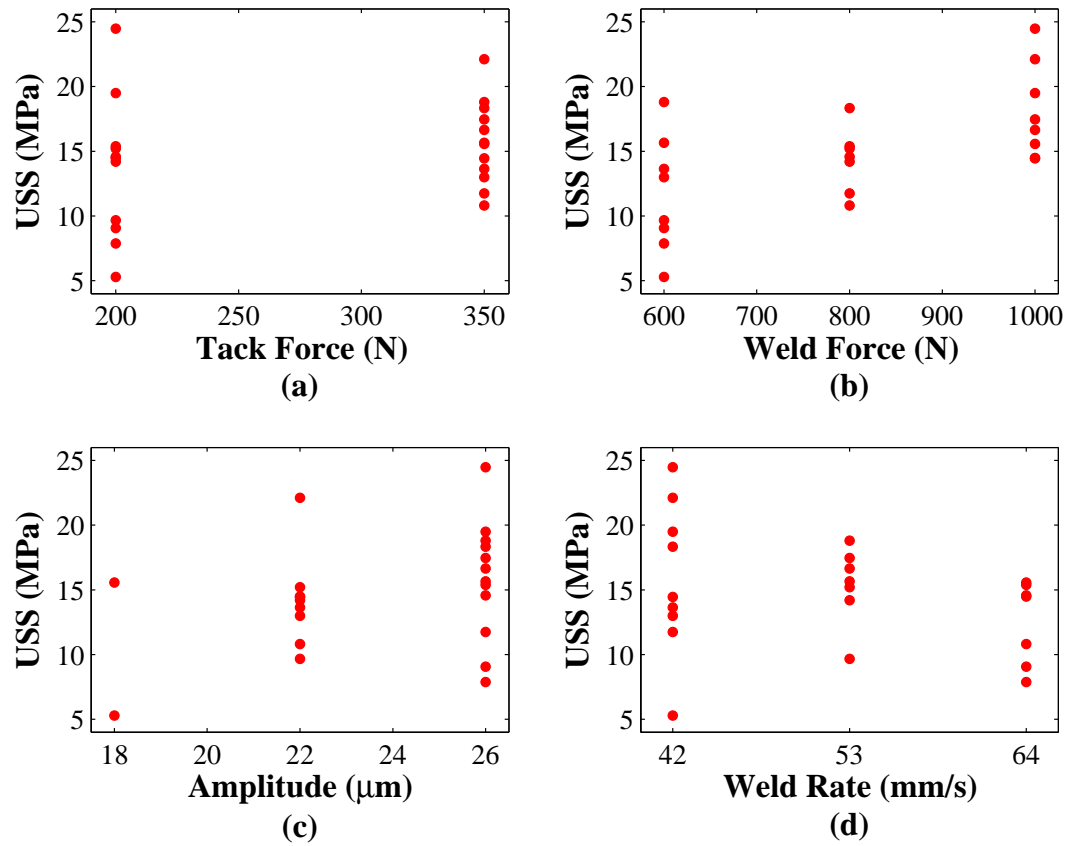 25
20
15
10
5
USS (MPa)
200 250 300 350
Tack Force (N)
(a)
25
20
15
10
5
USS (MPa)
600 700 800 900 1000
Weld Force (N)
(b)
25
20
15
10
5
USS (MPa)
18 20 22 24 26
Amplitude (μm)
(c)
25
20
15
10
5
USS (MPa)
42 53 64
Weld Rate (mm/s)
(d)